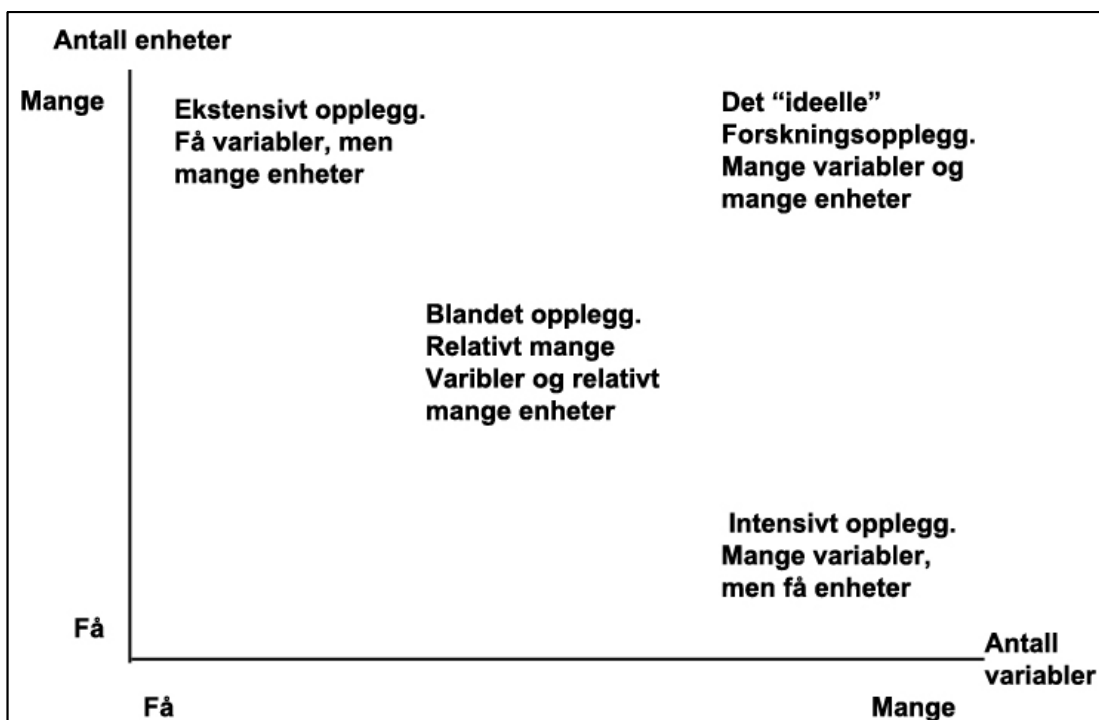 Antall enheter
Mange
Ekstensivt opplegg.
Få variabler, men
mange enheter
Det “ideelle”
Forskningsopplegg.
Mange variabler og
mange enheter
Blandet opplegg.
Relativt mange
Varibler og relativt
mange enheter
Intensivt opplegg.
Mange variabler,
men få enheter
Få
Antall
variabler
Få
Mange